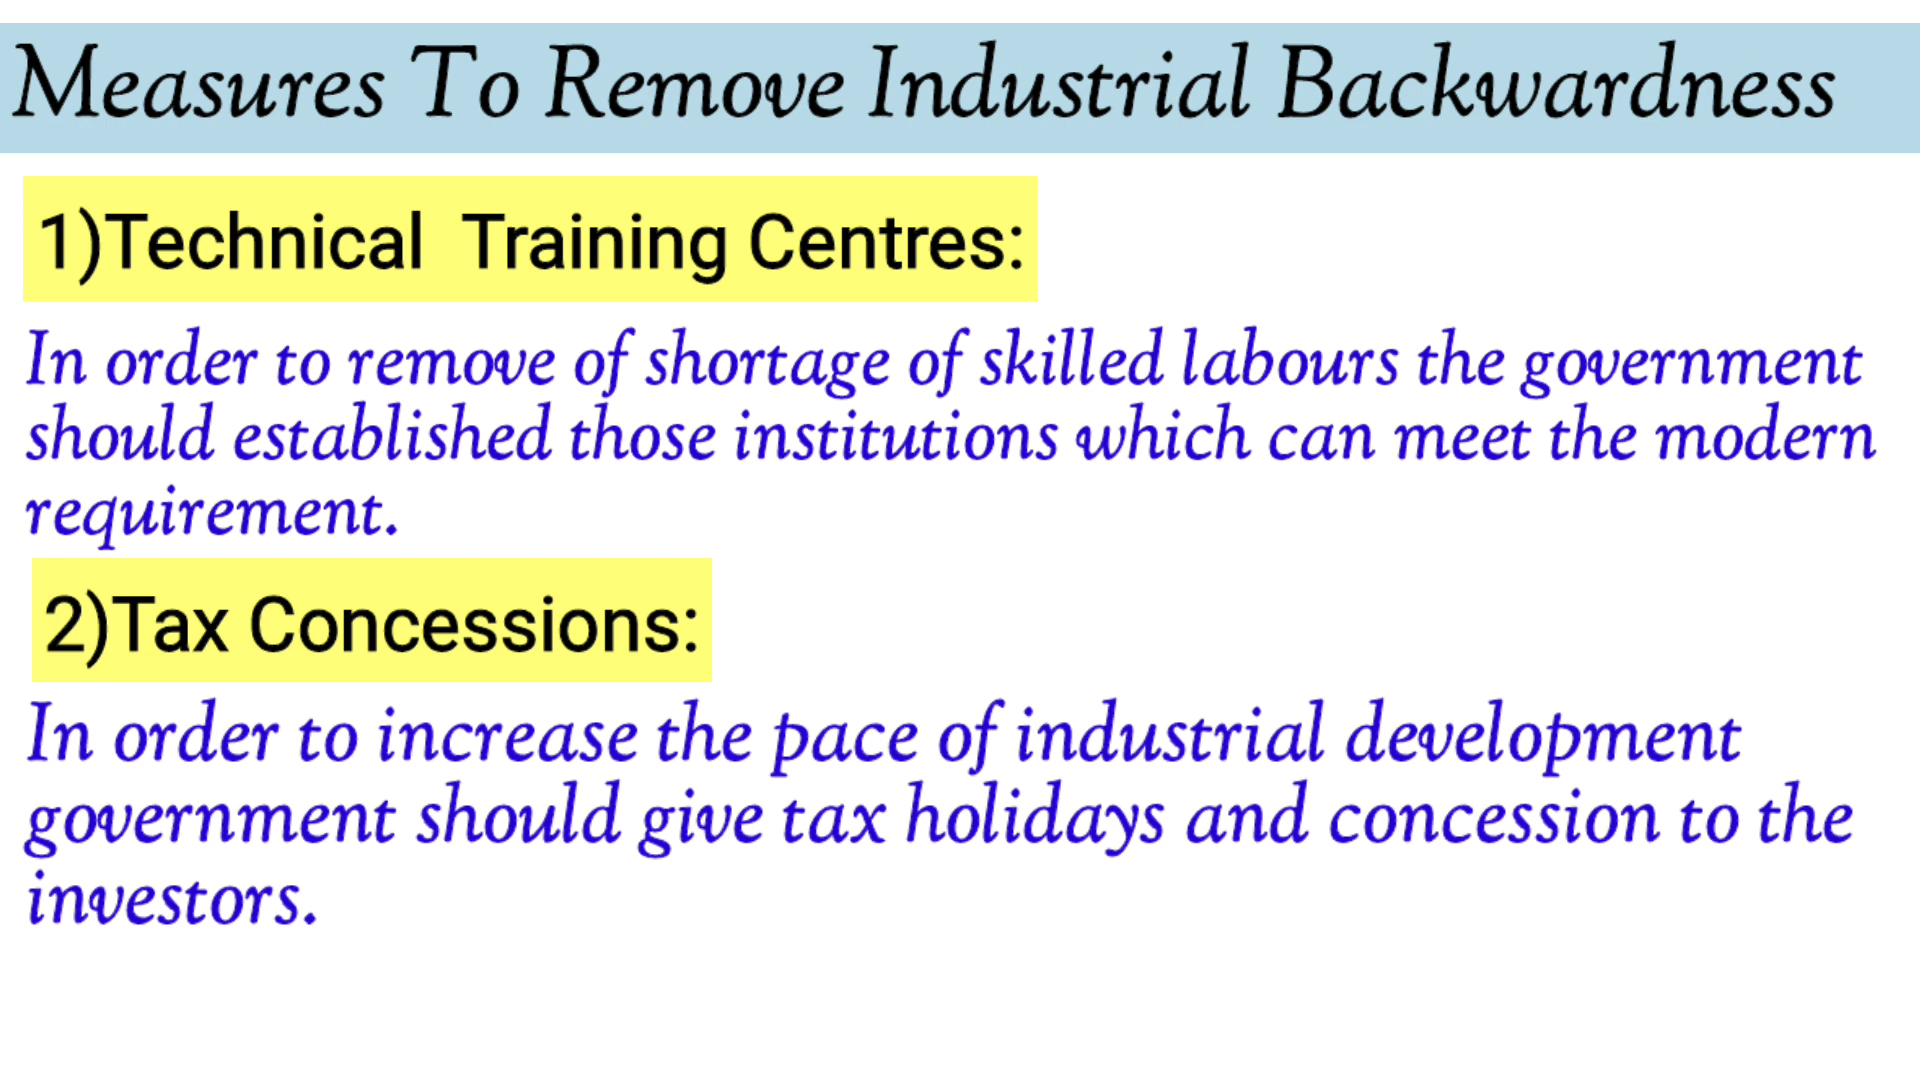 Measures To Remove Industrial Backwardness
1)Technical  Training Centres:
In order to remove of shortage of skilled labours the government
should established those institutions which can meet the modern
requirement.
2)Tax Concessions:
In order to increase the pace of industrial development
government should give tax holidays and concession to the
investors.